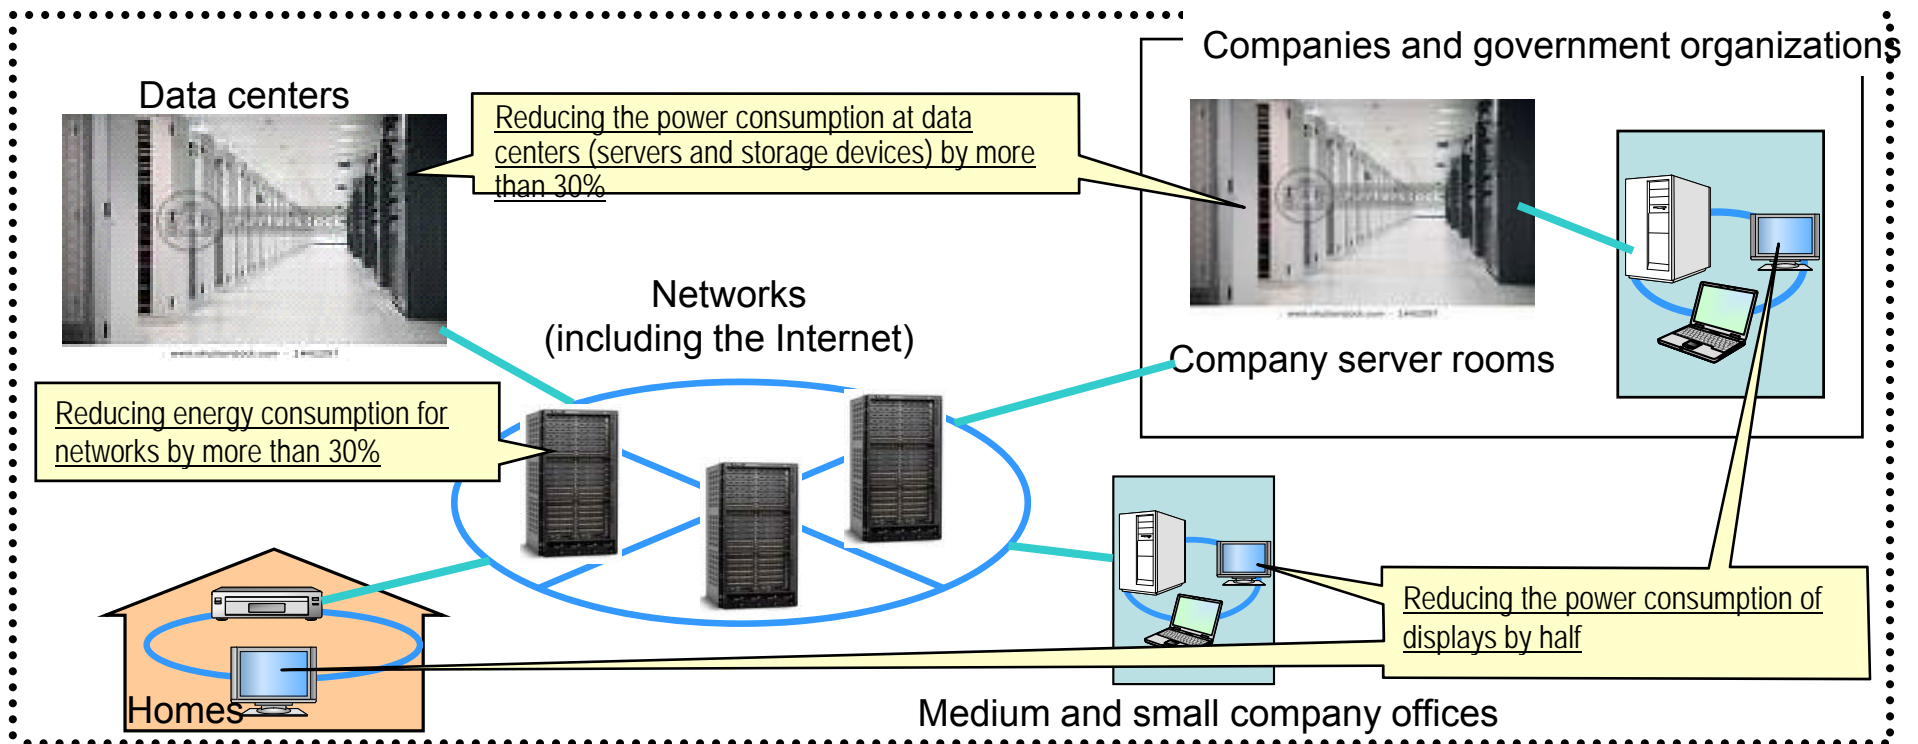 Companies and government organizations
Data centers
Reducing the power consumption at data
centers (servers and storage devices) by more
than 30%
Networks
(including the Internet)
Company server rooms
Reducing energy consumption for
networks by more than 30%
Reducing the power consumption of
displays by half
Homes
Medium and small company offices